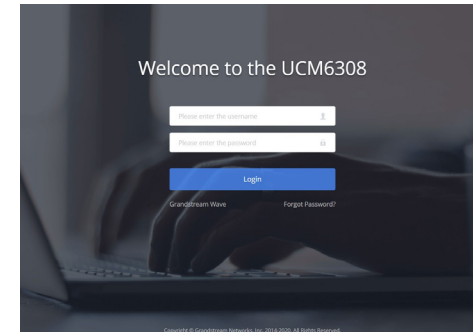 Welcome to the UCM6308
Please enter the username
Please enter the password
Login
Grandstream Wave Forgot Password?
Copyright © Grandstream Networks, Inc. 2014-2020. All Rights Reserved.